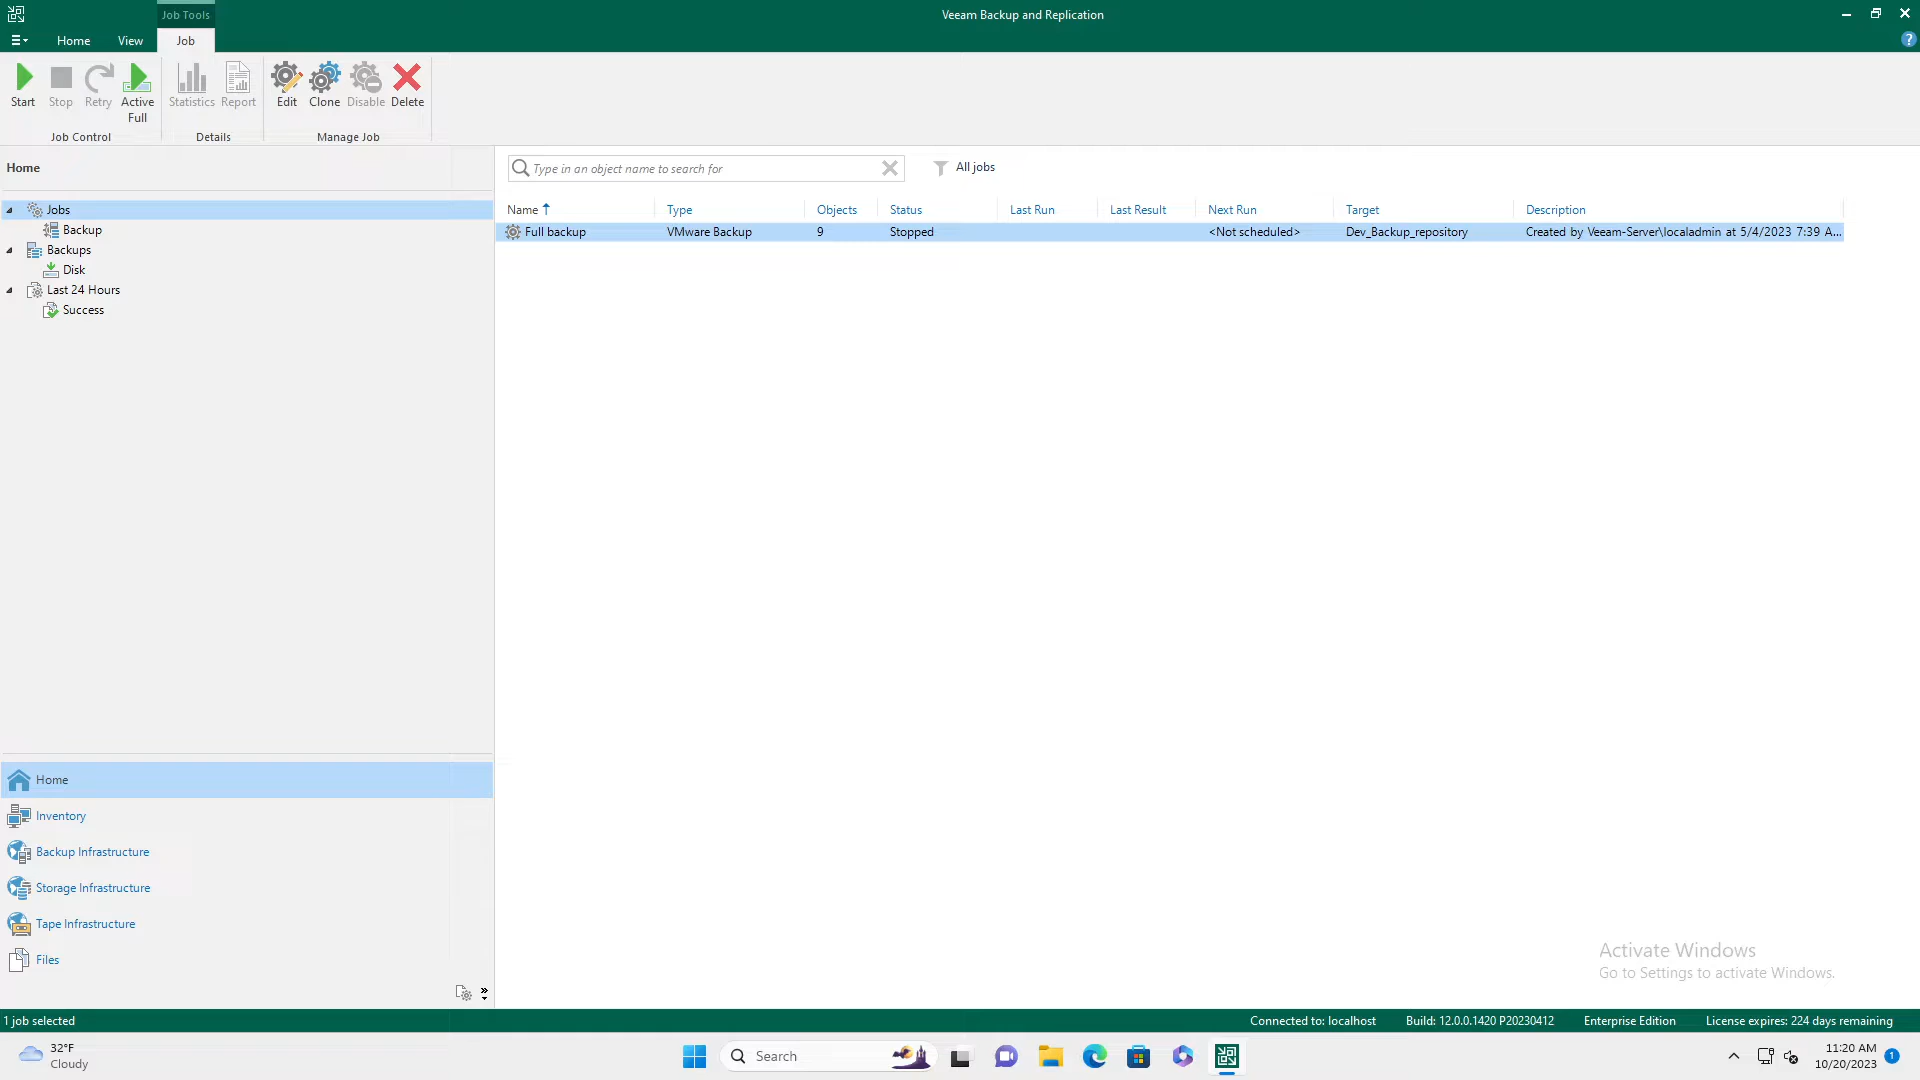 Job Tools
Veeam Backup and Replication
Home
View
Job
Start
Stop
Retry
Active
Full
Statistics
Report
Edit
Clone
Disable
Delete
Job Control
Details
Manage Job
Home
Type in an object name to search for
All jobs
Name
Type
Objects
Status
Last Run
Last Result
Next Run
Target
Description
Full backup
VMware Backup
9
Stopped
<Not scheduled>
Dev_Backup_repository
Created by Veeam-Server\localadmin at 5/4/2023 7:39 A...
Jobs
Backup
Backups
Disk
Last 24 Hours
Success
Home
Inventory
Backup Infrastructure
Storage Infrastructure
Tape Infrastructure
Files
Activate Windows
Go to Settings to activate Windows.
1 job selected
Connected to: localhost
Build: 12.0.0.1420 P20230412
Enterprise Edition
License expires: 224 days remaining
32°F
Cloudy
Search
11:20 AM
10/20/2023
1